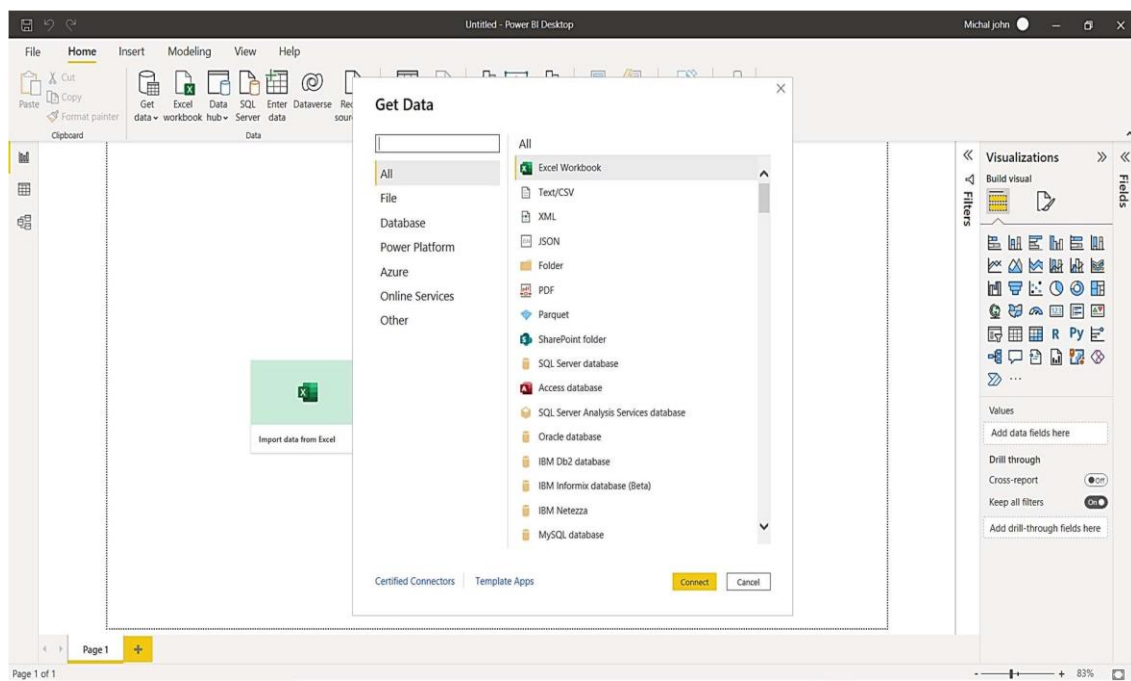 Untitled - Power BI Desktop
Michal john
File Home Insert Modeling View Help
Paste
Cut
Copy
Format painter
Clipboard
Get data
Excel workbook
Data hub
SQL Server
Enter data
Dataverse
Data
Get Data
All
File
Database
Power Platform
Azure
Online Services
Other
All
Excel Workbook
Text/CSV
XML
JSON
Folder
PDF
Parquet
SharePoint folder
SQL Server database
Access database
SQL Server Analysis Services database
Oracle database
IBM Db2 database
IBM Informix database (Beta)
IBM Netezza
MySQL database
Certified Connectors
Template Apps
Connect
Cancel
Import data from Excel
Filters
Visualizations
Build visual
R
Py
Values
Add data fields here
Drill through
Cross-report
Off
Keep all filters
On
Add drill-through fields here
Fields
Page 1
Page 1 of 1
83%